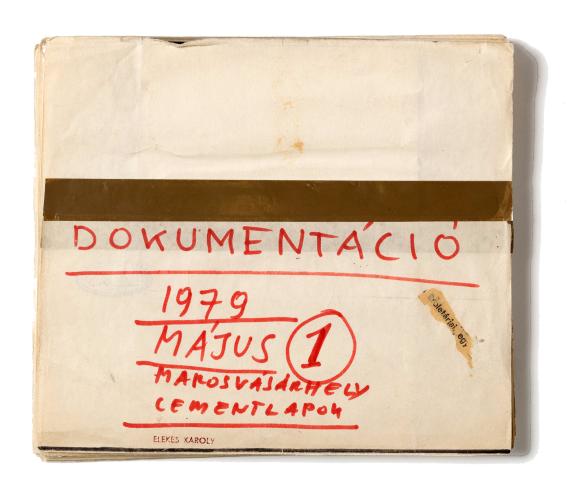 DOKUMENTÁCIÓ
1979
MÁJUS 1
MAROSVÁSÁRHELY
CEMENTLAPOK
ELEKES KÁROLY